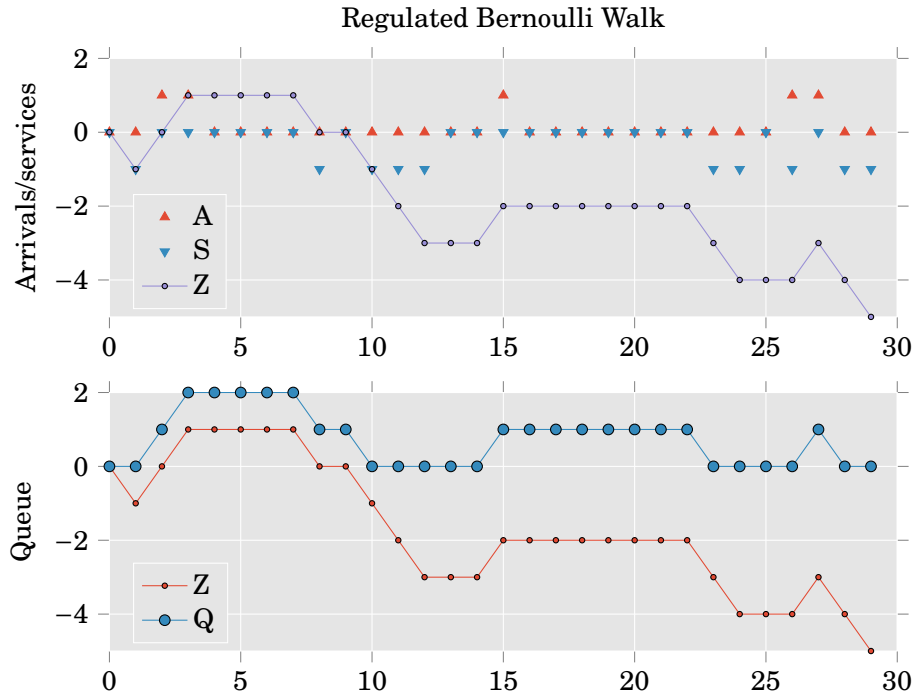 Regulated Bernoulli Walk
Arrivals/services
2
0
−2
−4
A
S
Z
0 5 10 15 20 25 30
Queue
2
0
−2
−4
Z
Q
0 5 10 15 20 25 30